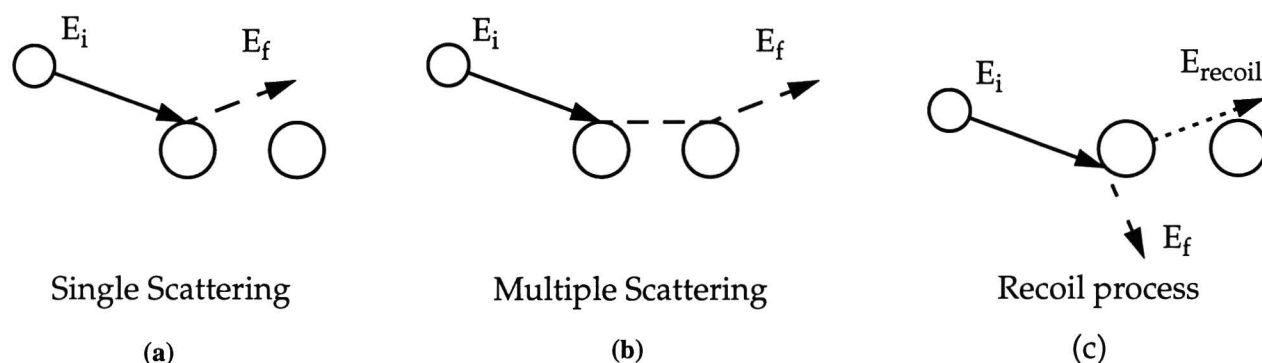 E_i
E_f
Single Scattering
(a)
E_i
E_f
Multiple Scattering
(b)
E_i
E_recoil
E_f
Recoil process
(c)